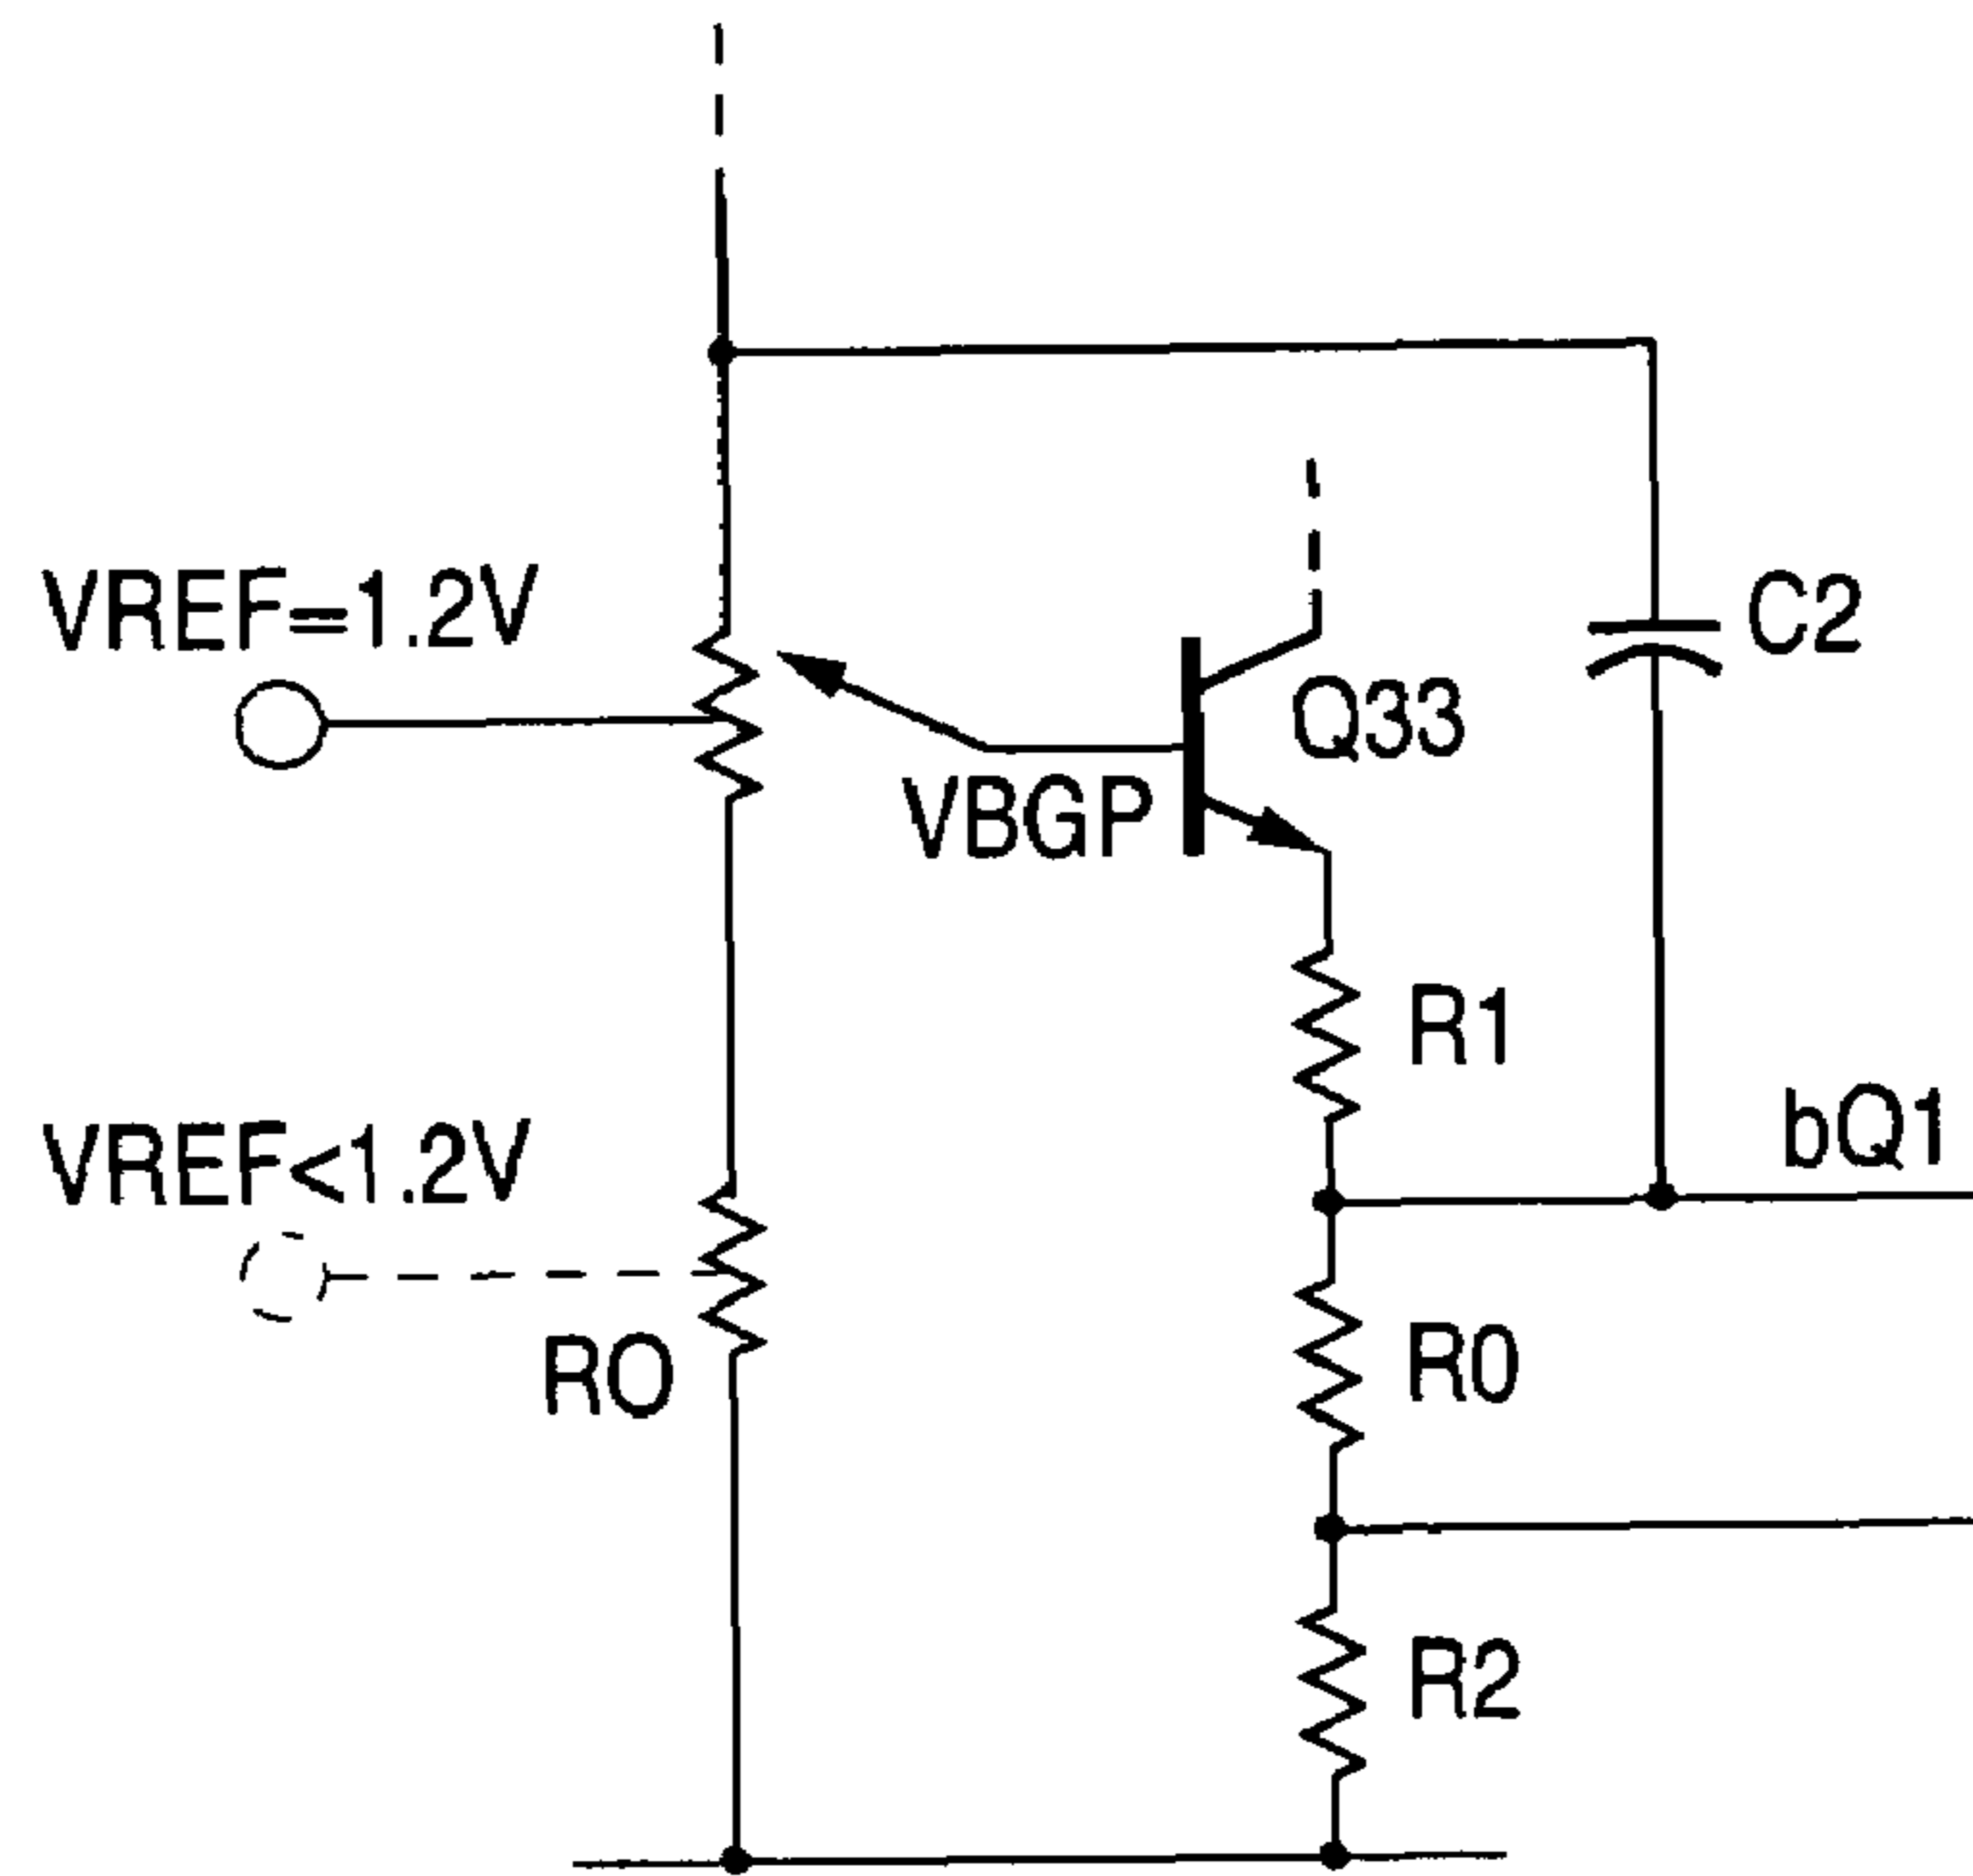 VREF=1.2V
C2
Q33
VBGP
R1
bQ1
VREF<1.2V
RO
R0
R2